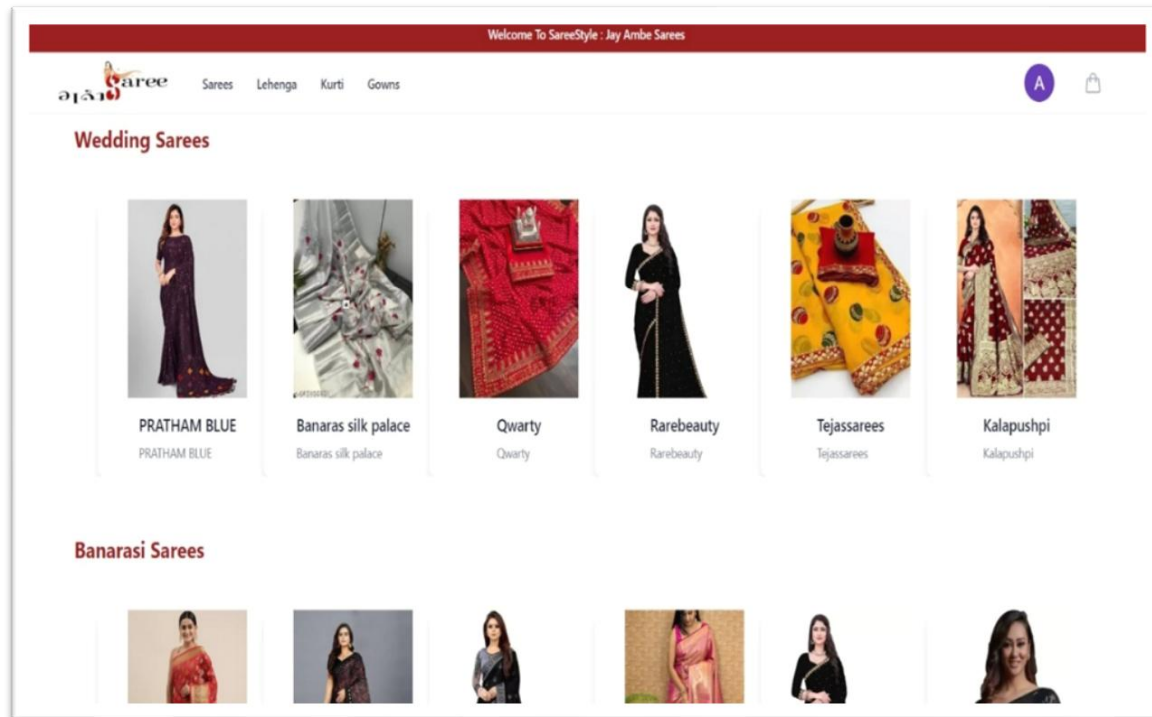 Welcome To SareeStyle : Jay Ambe Sarees
Saree
Sarees Lehenga Kurti Gowns
A
Wedding Sarees
PRATHAM BLUE
PRATHAM BLUE
Banaras silk palace
Banaras silk palace
Qwarty
Qwarty
Rarebeauty
Rarebeauty
Tejassarees
Tejassarees
Kalapushpi
Kalapushpi
Banarasi Sarees